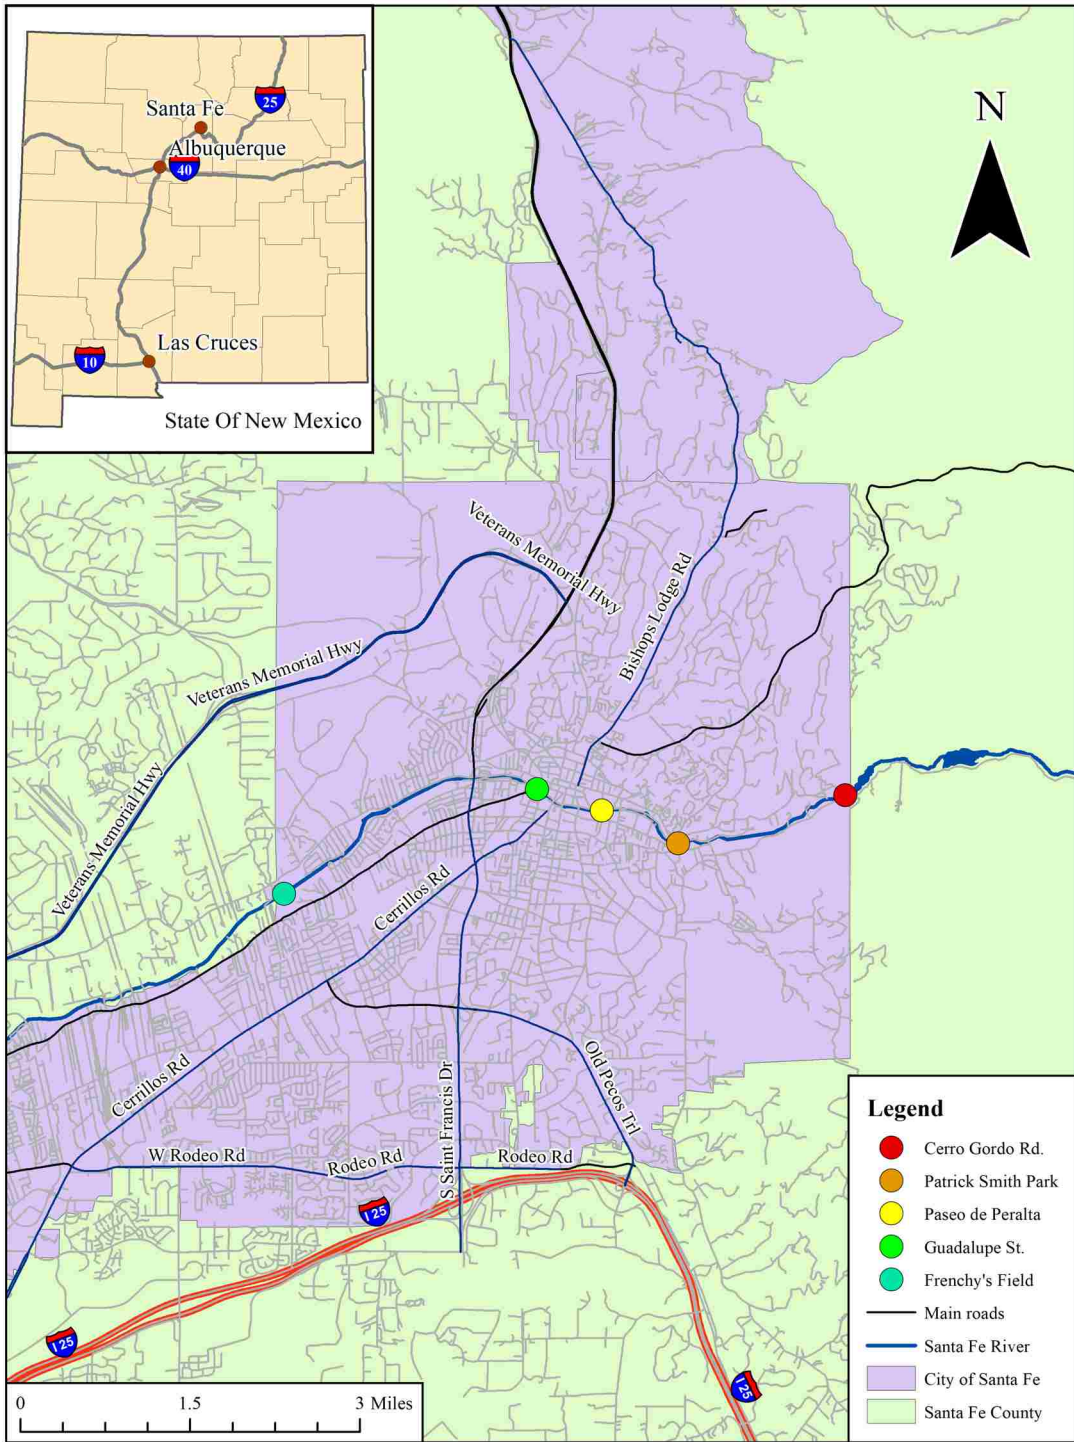 Santa Fe
25
Albuquerque
40
Las Cruces
10
State Of New Mexico
N
Veterans Memorial Hwy
Bishops Lodge Rd
Veterans Memorial Hwy
Veterans Memorial Hwy
Cerrillos Rd
Cerrillos Rd
Old Pecos Trl
S Saint Francis Dr
W Rodeo Rd
Rodeo Rd
Rodeo Rd
I 25
I 25
I 25
Legend
Cerro Gordo Rd.
Patrick Smith Park
Paseo de Peralta
Guadalupe St.
Frenchy's Field
Main roads
Santa Fe River
City of Santa Fe
Santa Fe County
0 1.5 3 Miles